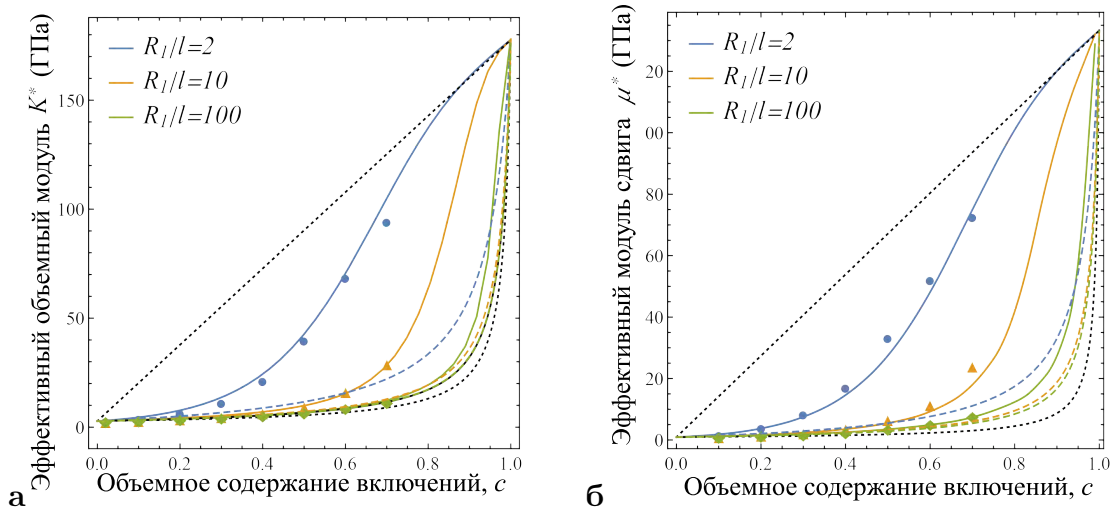 Эффективный объемный модуль K* (ГПа)
R₁/l=2
R₁/l=10
R₁/l=100
150
100
50
0
0.0 0.2 0.4 0.6 0.8 1.0
Объемное содержание включений, c
а
Эффективный модуль сдвига μ* (ГПа)
R₁/l=2
R₁/l=10
R₁/l=100
20
00
80
60
40
20
0
0.0 0.2 0.4 0.6 0.8 1.0
Объемное содержание включений, c
б